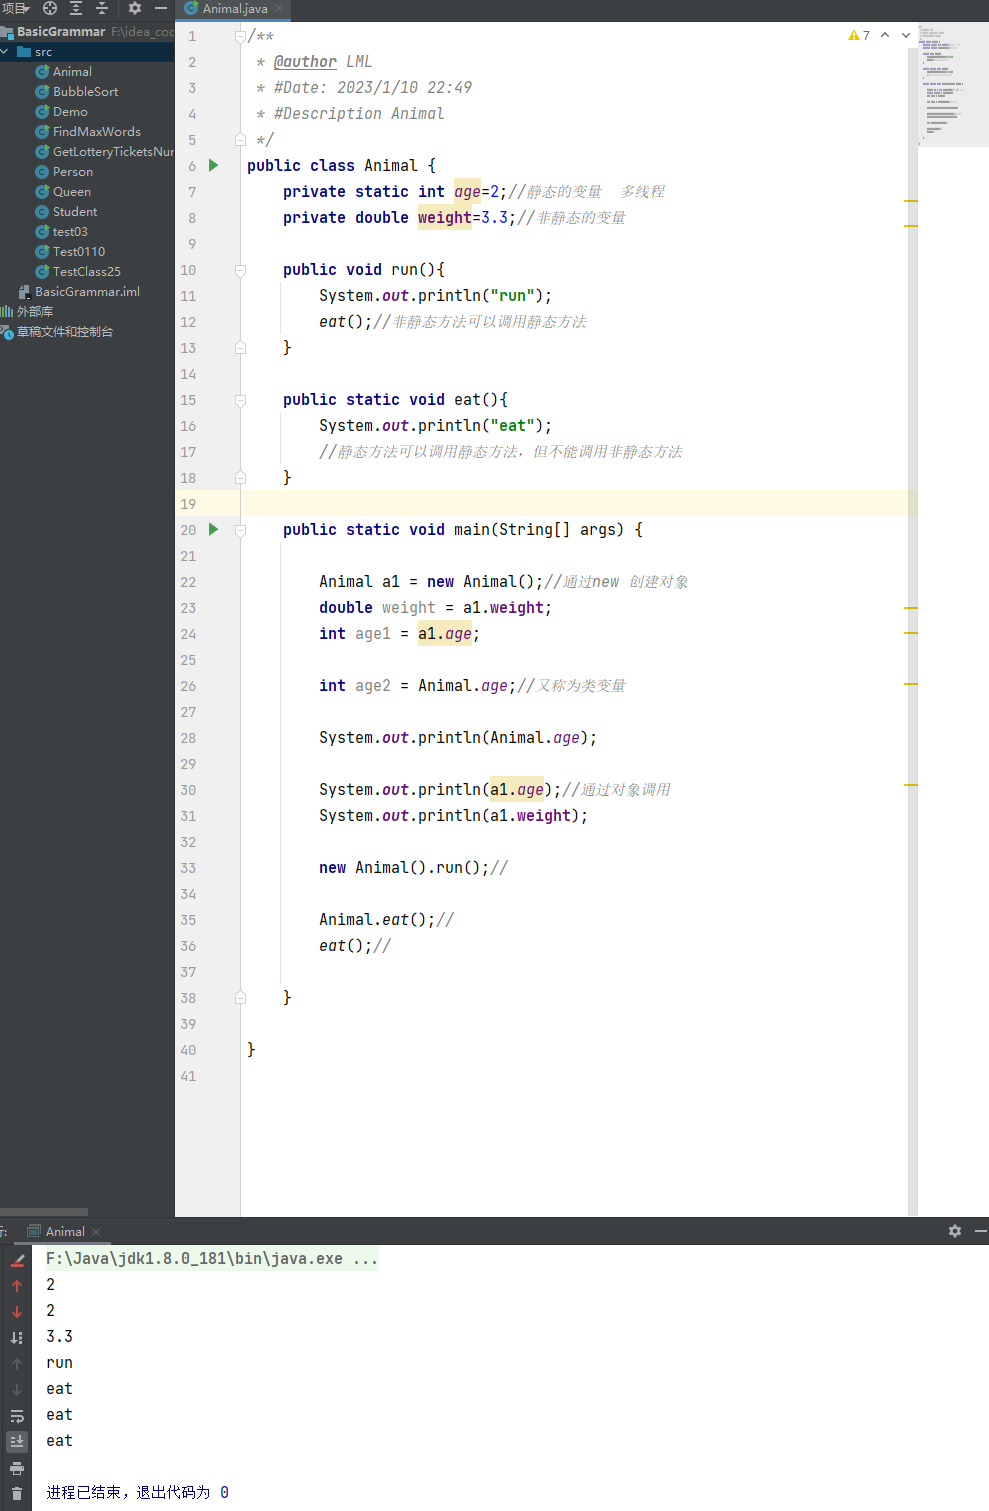 项目
Animal.java
BasicGrammar F:\idea_coc
src
Animal
BubbleSort
Demo
FindMaxWords
GetLotteryTicketsNur
Person
Queen
Student
test03
Test0110
TestClass25
BasicGrammar.iml
外部库
草稿文件和控制台
7
1 /**
2 * @author LML
3 * #Date: 2023/1/10 22:49
4 * #Description Animal
5 */
6 public class Animal {
7 private static int age=2;//静态的变量  多线程
8 private double weight=3.3;//非静态的变量
9
10 public void run(){
11 System.out.println("run");
12 eat();//非静态方法可以调用静态方法
13 }
14
15 public static void eat(){
16 System.out.println("eat");
17 //静态方法可以调用静态方法，但不能调用非静态方法
18 }
19
20 public static void main(String[] args) {
21
22 Animal a1 = new Animal();//通过new 创建对象
23 double weight = a1.weight;
24 int age1 = a1.age;
25
26 int age2 = Animal.age;//又称为类变量
27
28 System.out.println(Animal.age);
29
30 System.out.println(a1.age);//通过对象调用
31 System.out.println(a1.weight);
32
33 new Animal().run();//
34
35 Animal.eat();//
36 eat();//
37
38 }
39
40 }
41
Animal
F:\Java\jdk1.8.0_181\bin\java.exe ...
2
2
3.3
run
eat
eat
eat
进程已结束，退出代码为 0